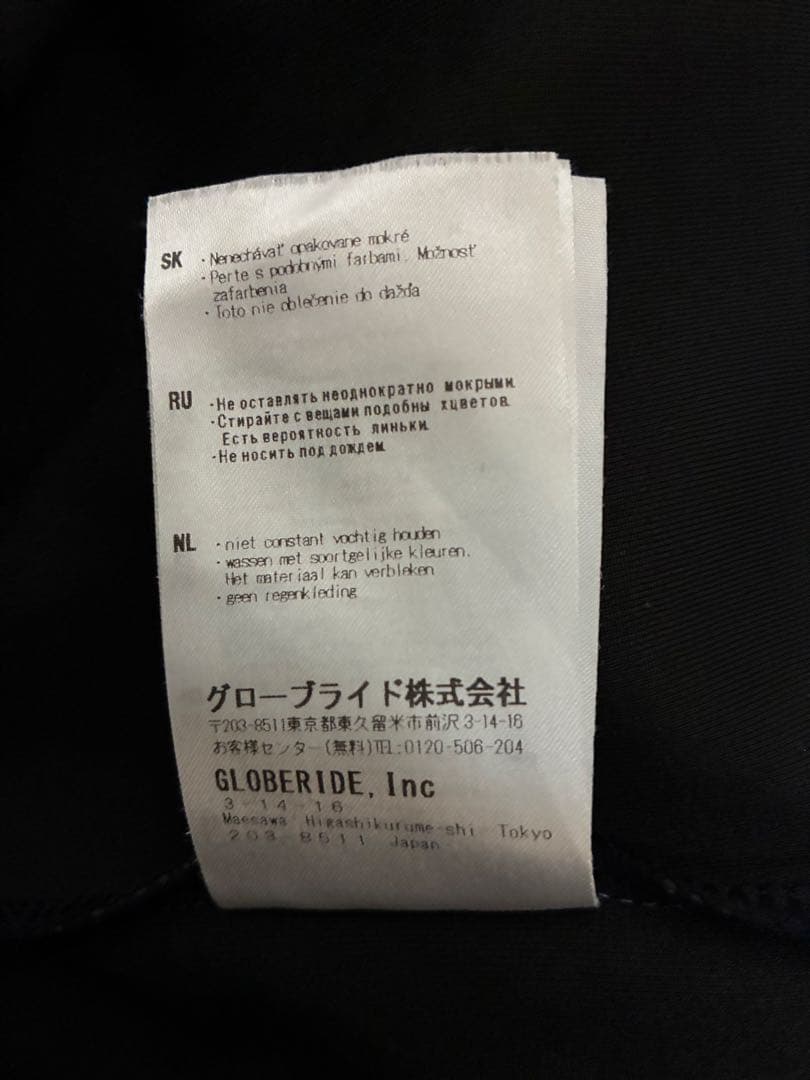 SK ・Nenechávať opakovane mokré
・Perte s podobnými farbami. Možnosť
zafarbenia
・Toto nie oblečenie do dažďa
RU ・Не оставлять неоднократно мокрыми.
・Стирайте с вещами подобны хцветов.
Есть вероятность линьки.
・Не носить под дождем.
NL ・niet constant vochtig houden
・wassen met soortgelijke kleuren.
Het materiaal kan verbleken
・geen regenkleding
グローブライド株式会社
〒203-8511東京都東久留米市前沢3-14-16
お客様センター(無料)TEL:0120-506-204
GLOBERIDE, Inc
3-14-16
Maesawa Higashikurume-shi Tokyo
203-8511 Japan